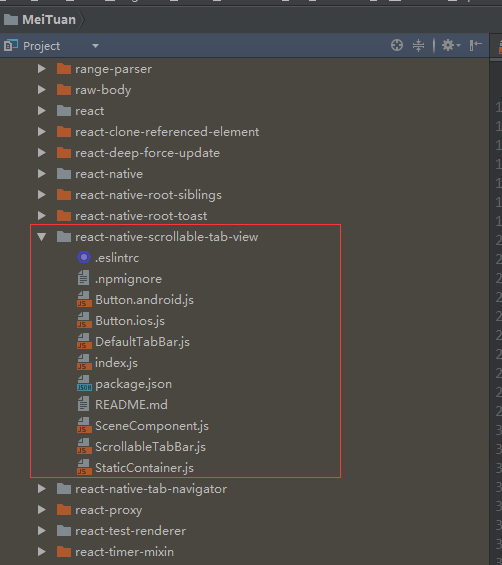 MeiTuan
Project
range-parser
raw-body
react
react-clone-referenced-element
react-deep-force-update
react-native
react-native-root-siblings
react-native-root-toast
react-native-scrollable-tab-view
.eslintrc
.npmignore
Button.android.js
Button.ios.js
DefaultTabBar.js
index.js
package.json
README.md
SceneComponent.js
ScrollableTabBar.js
StaticContainer.js
react-native-tab-navigator
react-proxy
react-test-renderer
react-timer-mixin